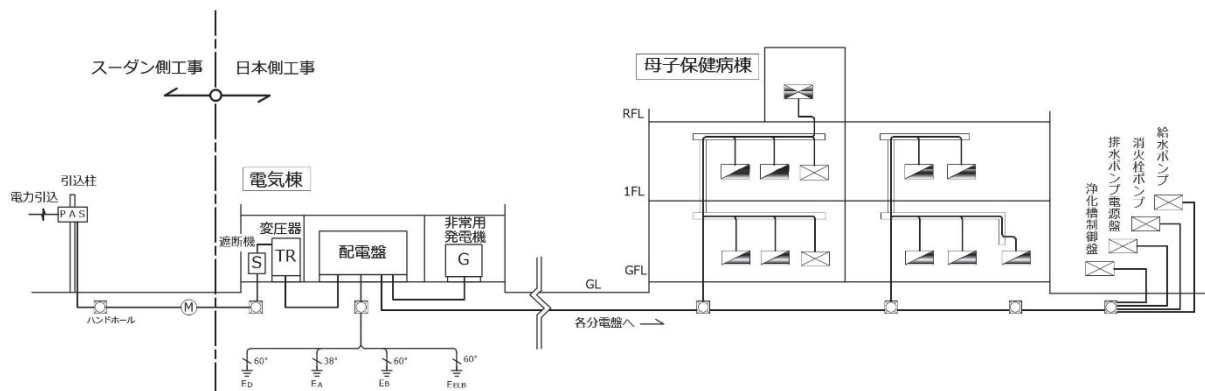 スーダン側工事
日本側工事
母子保健病棟
RFL
引込柱
電力引込
PAS
電気棟
遮断機
変圧器
S
TR
配電盤
非常用
発電機
G
1FL
GFL
GL
給水ポンプ
消火栓ポンプ
排水ポンプ電源盤
浄化槽制御盤
ハンドホール
M
各分電盤へ
60°
38°
60°
60°
ED
EA
EB
EELB